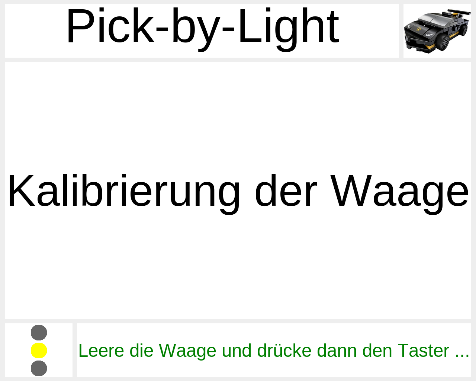 Pick-by-Light
Kalibrierung der Waage
Leere die Waage und drücke dann den Taster ...